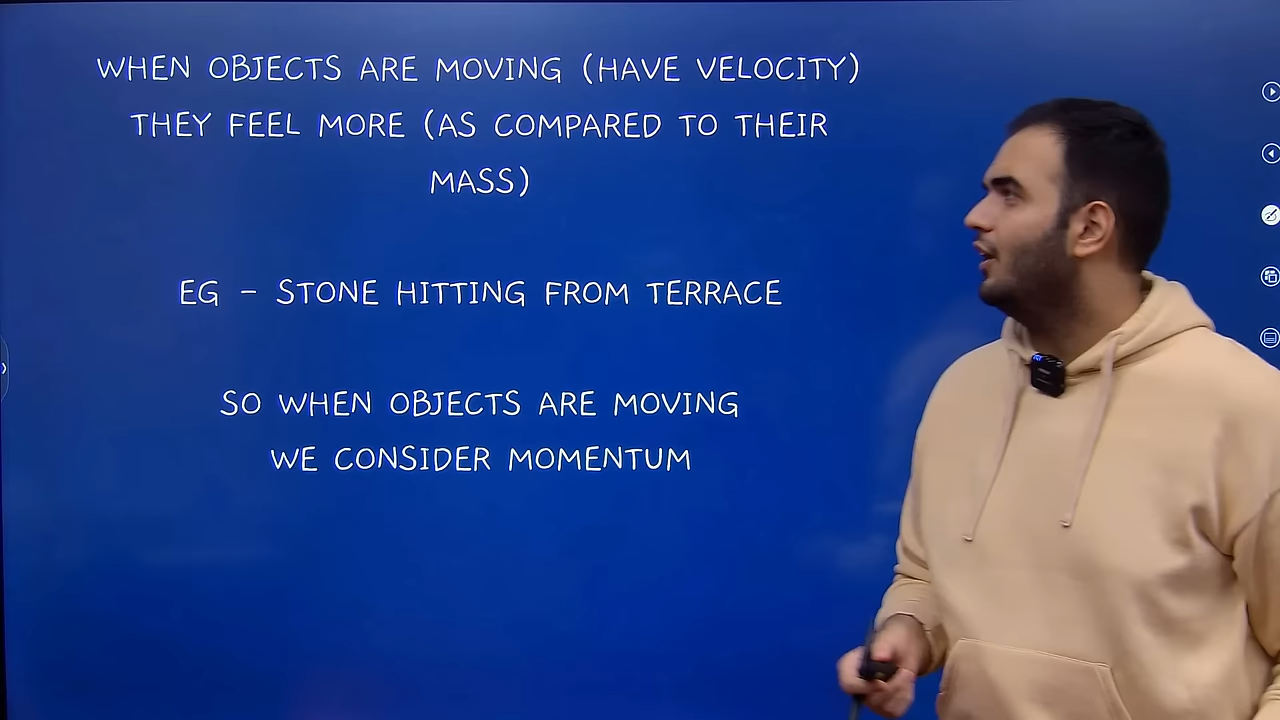 WHEN OBJECTS ARE MOVING (HAVE VELOCITY)
THEY FEEL MORE (AS COMPARED TO THEIR
MASS)
EG - STONE HITTING FROM TERRACE
SO WHEN OBJECTS ARE MOVING
WE CONSIDER MOMENTUM